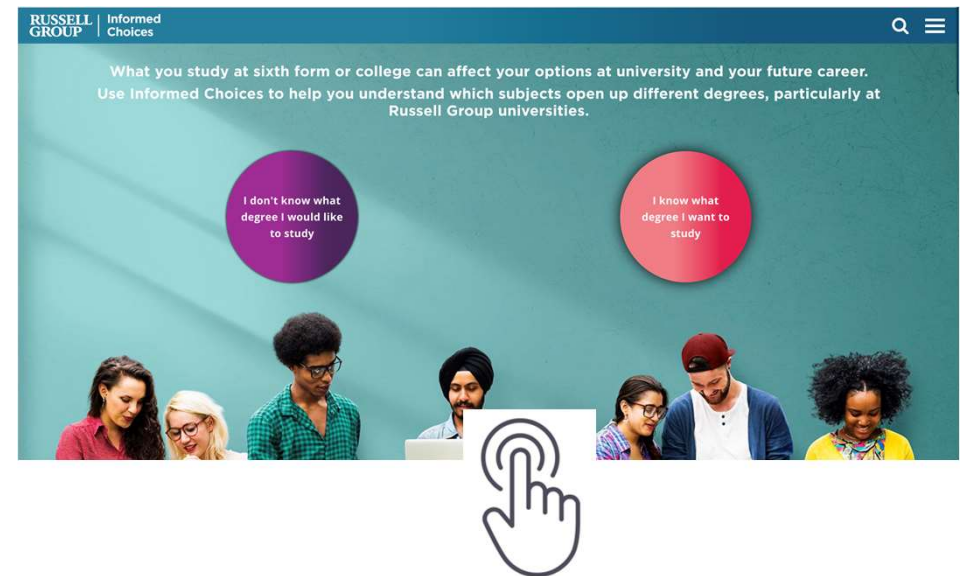 RUSSELL GROUP
Informed Choices
What you study at sixth form or college can affect your options at university and your future career.
Use Informed Choices to help you understand which subjects open up different degrees, particularly at
Russell Group universities.
I don't know what
degree I would like
to study
I know what
degree I want to
study